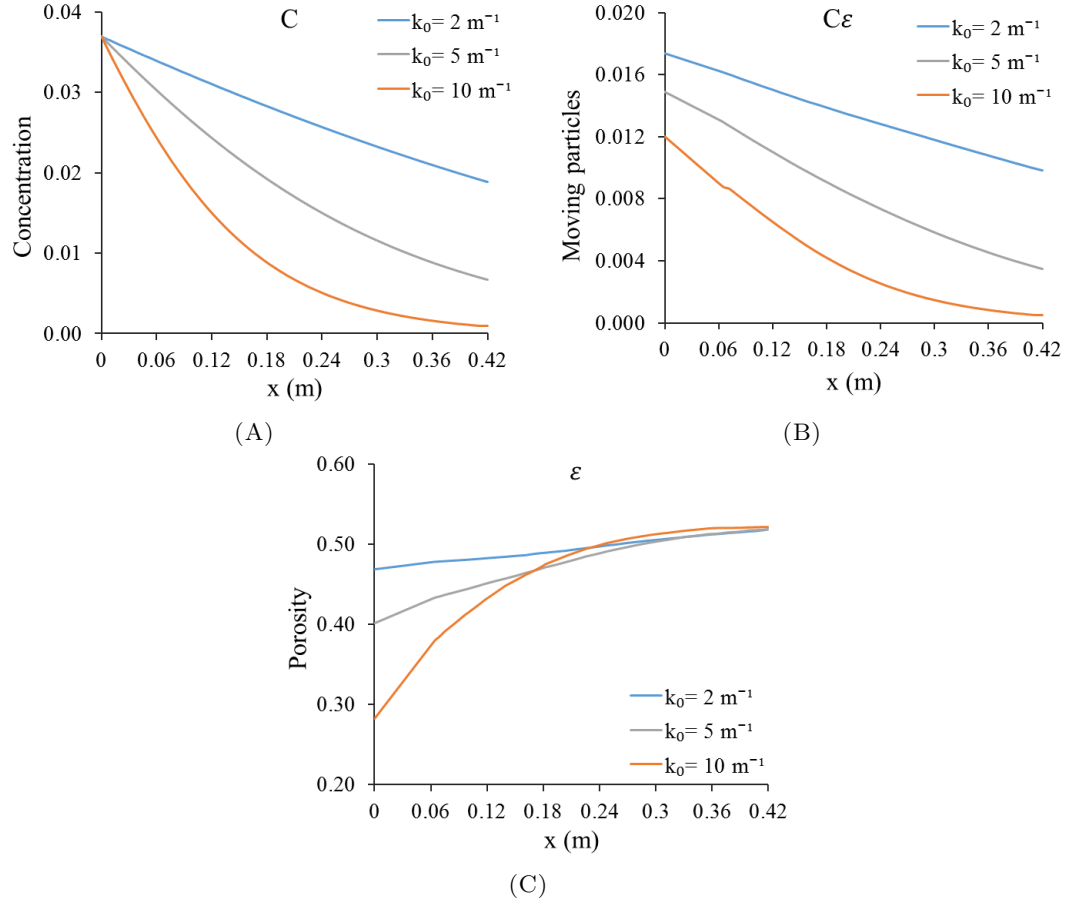 C
k₀= 2 m⁻¹
k₀= 5 m⁻¹
k₀= 10 m⁻¹
0.04
0.03
0.02
0.01
0.00
Concentration
0 0.06 0.12 0.18 0.24 0.3 0.36 0.42
x (m)
(A)
Cε
k₀= 2 m⁻¹
k₀= 5 m⁻¹
k₀= 10 m⁻¹
0.020
0.016
0.012
0.008
0.004
0.000
Moving particles
0 0.06 0.12 0.18 0.24 0.3 0.36 0.42
x (m)
(B)
ε
0.60
0.50
0.40
0.30
0.20
Porosity
k₀= 2 m⁻¹
k₀= 5 m⁻¹
k₀= 10 m⁻¹
0 0.06 0.12 0.18 0.24 0.3 0.36 0.42
x (m)
(C)